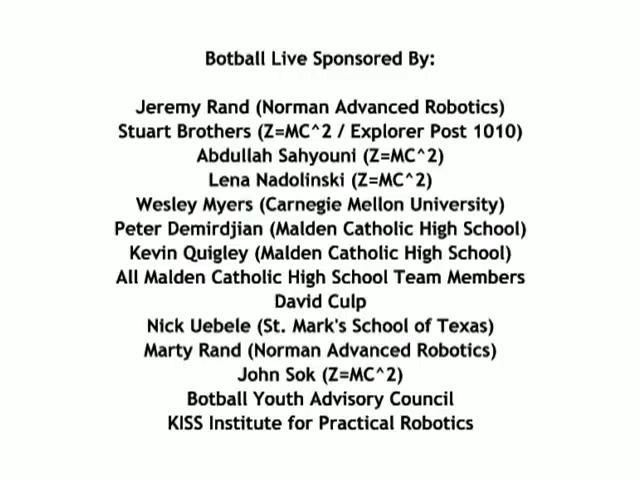 Botball Live Sponsored By:
Jeremy Rand (Norman Advanced Robotics)
Stuart Brothers (Z=MC^2 / Explorer Post 1010)
Abdullah Sahyouni (Z=MC^2)
Lena Nadolinski (Z=MC^2)
Wesley Myers (Carnegie Mellon University)
Peter Demirdjian (Malden Catholic High School)
Kevin Quigley (Malden Catholic High School)
All Malden Catholic High School Team Members
David Culp
Nick Uebele (St. Mark's School of Texas)
Marty Rand (Norman Advanced Robotics)
John Sok (Z=MC^2)
Botball Youth Advisory Council
KISS Institute for Practical Robotics